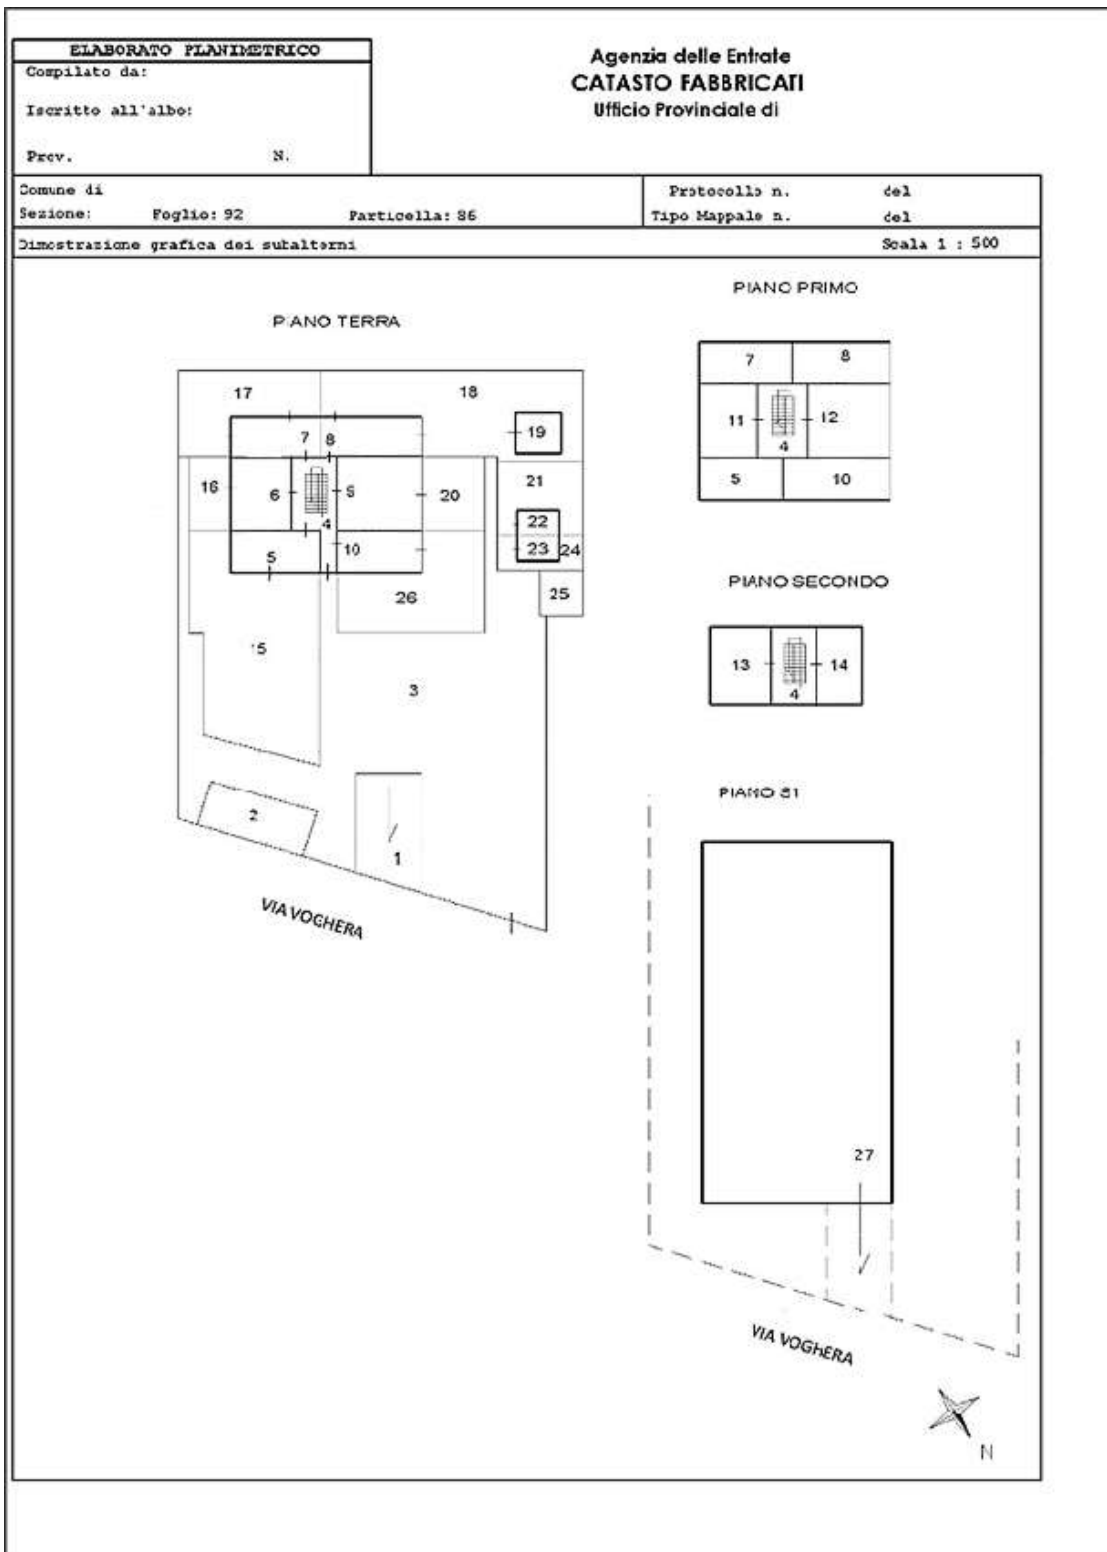 ELABORATO PLANIMETRICO
Compilato da:
Iscritto all'albo:
Prov. N.
Agenzia delle Entrate
CATASTO FABBRICATI
Ufficio Provinciale di
Comune di
Sezione: Foglio: 92 Particella: 86
Protocollo n. del
Tipo Mappale n. del
Dimostrazione grafica dei subalterni
Scala 1 : 500
PIANO TERRA
17 18
19
7 8
16 6 20 21
4 22
5 10 23 24
26 25
15
3
2
1
VIA VOGHERA
PIANO PRIMO
7 8
11 12
4
5 10
PIANO SECONDO
13 14
4
PIANO S1
27
VIA VOGHERA
N